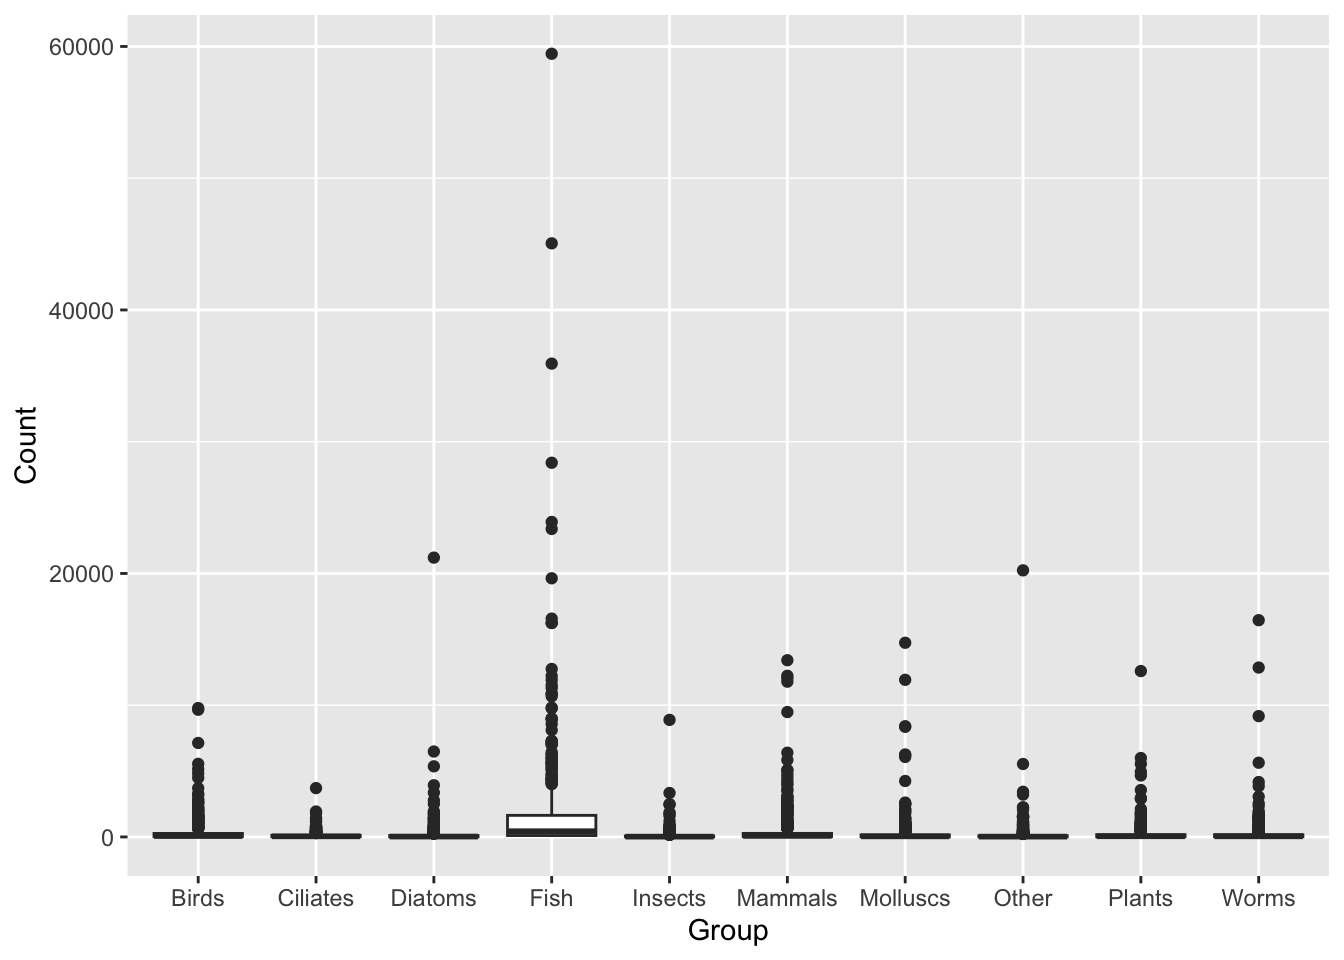 60000
40000
20000
0
Count
Birds Ciliates Diatoms Fish Insects Mammals Molluscs Other Plants Worms
Group